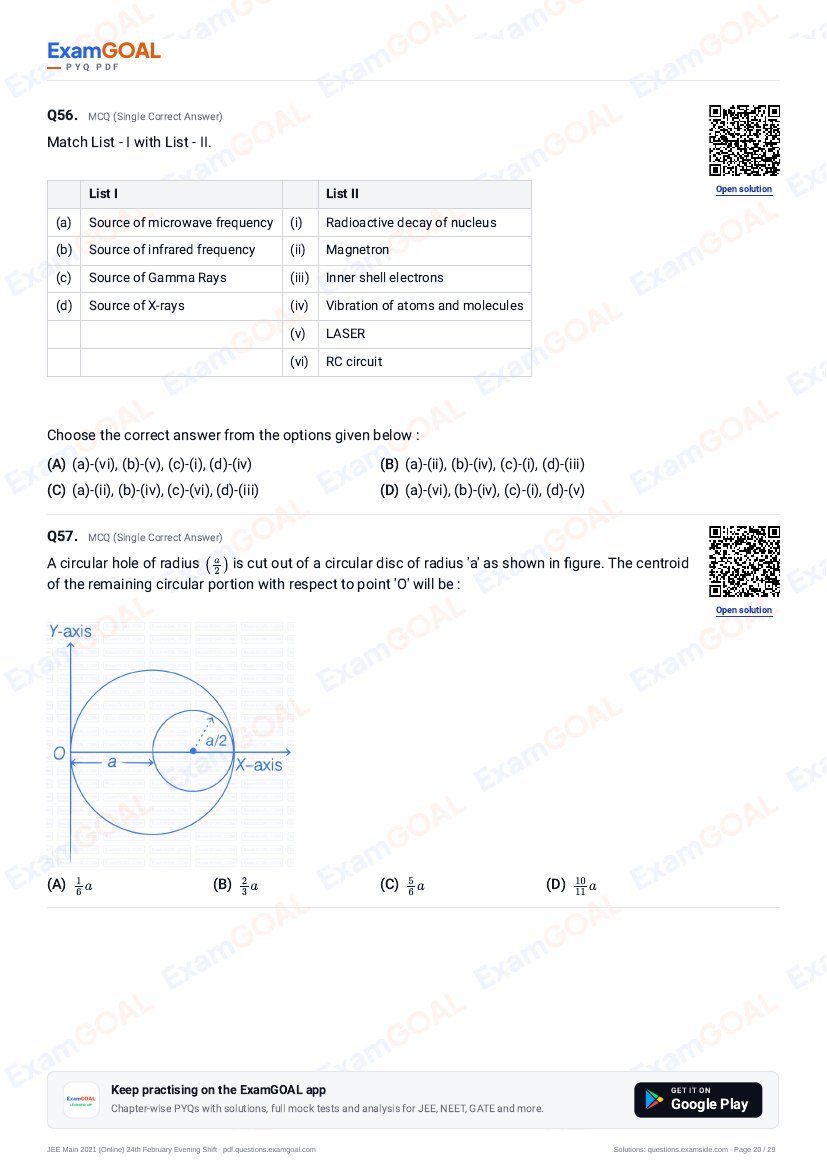 ExamGOAL
PYQ PDF
Q56. MCQ (Single Correct Answer)
Match List - I with List - II.
Open solution
List I List II
(a) Source of microwave frequency (i) Radioactive decay of nucleus
(b) Source of infrared frequency (ii) Magnetron
(c) Source of Gamma Rays (iii) Inner shell electrons
(d) Source of X-rays (iv) Vibration of atoms and molecules
(v) LASER
(vi) RC circuit
Choose the correct answer from the options given below :
(A) (a)-(vi), (b)-(v), (c)-(i), (d)-(iv) (B) (a)-(ii), (b)-(iv), (c)-(i), (d)-(iii)
(C) (a)-(ii), (b)-(iv), (c)-(vi), (d)-(iii) (D) (a)-(vi), (b)-(iv), (c)-(i), (d)-(v)
Q57. MCQ (Single Correct Answer)
A circular hole of radius (a/2) is cut out of a circular disc of radius 'a' as shown in figure. The centroid
of the remaining circular portion with respect to point 'O' will be :
Open solution
Y-axis
a/2
O
a
X-axis
(A) 1/6 a (B) 2/3 a (C) 5/6 a (D) 10/11 a
Keep practising on the ExamGOAL app
Chapter-wise PYQs with solutions, full mock tests and analysis for JEE, NEET, GATE and more.
GET IT ON
Google Play
JEE Main 2021 (Online) 24th February Evening Shift · pdf.questions.examgoal.com Solutions: questions.examside.com · Page 20 / 29